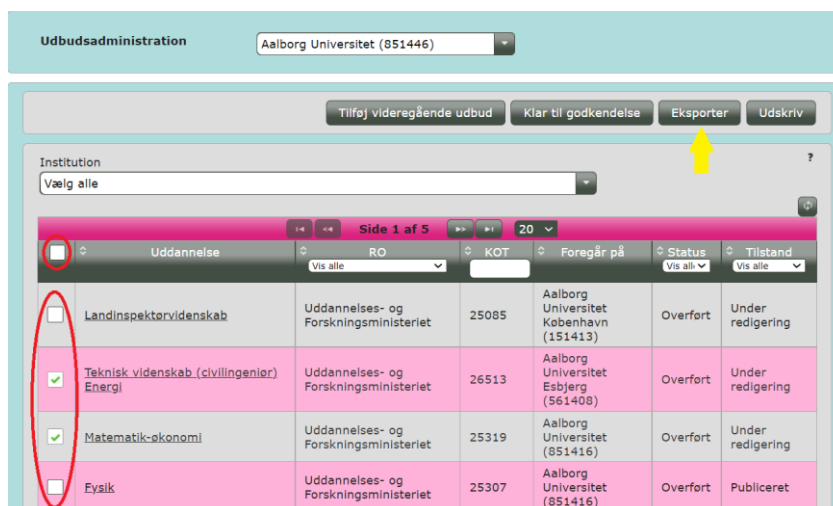 Udbudsadministration
Aalborg Universitet (851446)
Tilføj videregående udbud Klar til godkendelse Eksporter Udskriv
Institution
?
Vælg alle
Side 1 af 5 20
Uddannelse RO KOT Foregår på Status Tilstand
Vis alle Vis all Vis alle
Landinspektørvidenskab
Uddannelses- og
Forskningsministeriet
25085
Aalborg
Universitet
København
(151413)
Overført
Under
redigering
Teknisk videnskab (civilingeniør)
Energi
Uddannelses- og
Forskningsministeriet
26513
Aalborg
Universitet
Esbjerg
(561408)
Overført
Under
redigering
Matematik-økonomi
Uddannelses- og
Forskningsministeriet
25319
Aalborg
Universitet
(851416)
Overført
Under
redigering
Fysik
Uddannelses- og
Forskningsministeriet
25307
Aalborg
Universitet
(851416)
Overført
Publiceret